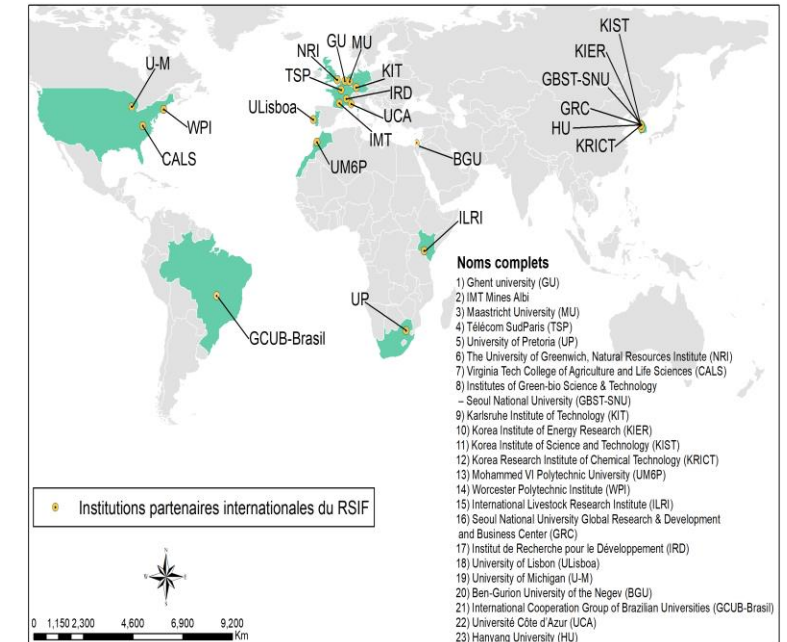 KIST
KIER
GBST-SNU
GRC
HU
KRICT
GU
MU
NRI
TSP
KIT
IRD
UCA
IMT
ULisboa
UM6P
BGU
U-M
WPI
CALS
ILRI
UP
GCUB-Brasil
Noms complets
1) Ghent university (GU)
2) IMT Mines Albi
3) Maastricht University (MU)
4) Télécom SudParis (TSP)
5) University of Pretoria (UP)
6) The University of Greenwich, Natural Resources Institute (NRI)
7) Virginia Tech College of Agriculture and Life Sciences (CALS)
8) Institutes of Green-bio Science & Technology
– Seoul National University (GBST-SNU)
9) Karlsruhe Institute of Technology (KIT)
10) Korea Institute of Energy Research (KIER)
11) Korea Institute of Science and Technology (KIST)
12) Korea Research Institute of Chemical Technology (KRICT)
13) Mohammed VI Polytechnic University (UM6P)
14) Worcester Polytechnic Institute (WPI)
15) International Livestock Research Institute (ILRI)
16) Seoul National University Global Research & Development
and Business Center (GRC)
17) Institut de Recherche pour le Développement (IRD)
18) University of Lisbon (ULisboa)
19) University of Michigan (U-M)
20) Ben-Gurion University of the Negev (BGU)
21) International Cooperation Group of Brazilian Universities (GCUB-Brasil)
22) Université Côte d'Azur (UCA)
23) Hanyang University (HU)
Institutions partenaires internationales du RSIF
N
W
E
S
0 1,150 2,300 4,600 6,900 9,200
Km